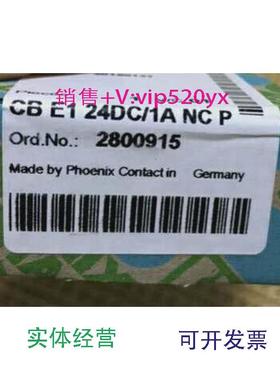 销售+V:vip520yx
CB E1 24DC/1A NC P
Ord.No.: 2800915
Made by Phoenix Contact in Germany
实体经营
可开发票